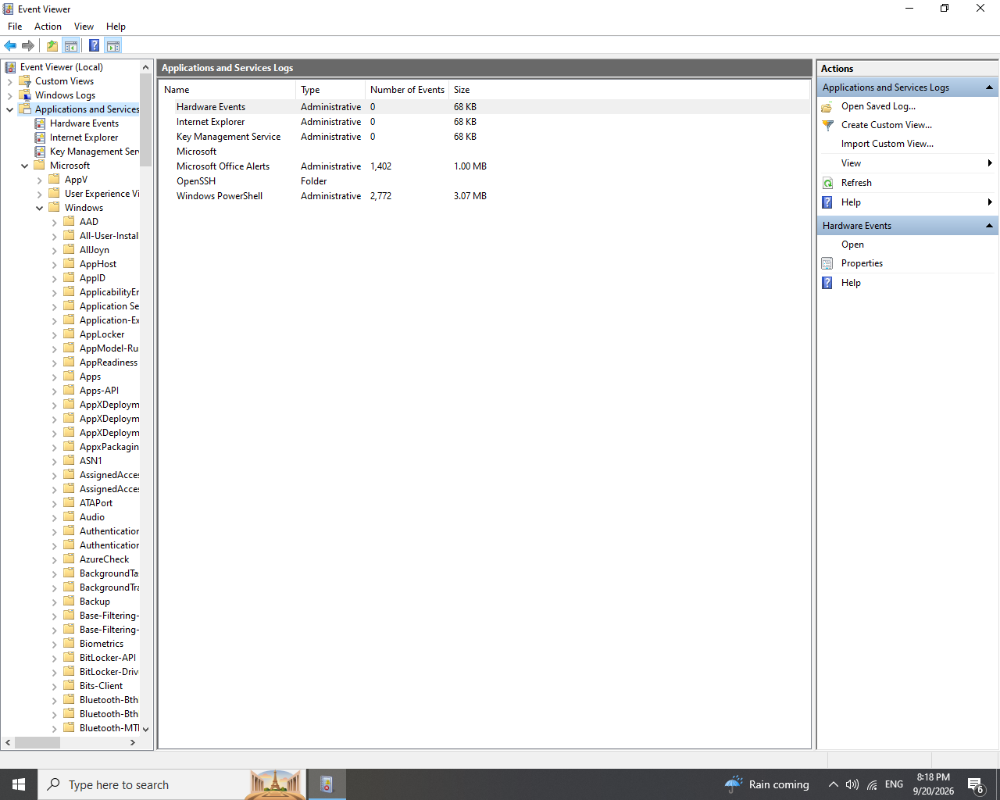 Event Viewer
File Action View Help
Event Viewer (Local)
Custom Views
Windows Logs
Applications and Services
Hardware Events
Internet Explorer
Key Management Ser
Microsoft
AppV
User Experience Vi
Windows
AAD
All-User-Instal
AllJoyn
AppHost
AppID
ApplicabilityEn
Application Se
Application-Ex
AppLocker
AppModel-Ru
AppReadiness
Apps
Apps-API
AppXDeploym
AppXDeploym
AppXDeploym
AppxPackagin
ASN1
AssignedAcces
AssignedAcces
ATAPort
Audio
Authentication
Authentication
AzureCheck
BackgroundTa
BackgroundTra
Backup
Base-Filtering-
Base-Filtering-
Biometrics
BitLocker-API
BitLocker-Driv
Bits-Client
Bluetooth-Bth
Bluetooth-Bth
Bluetooth-MT
Applications and Services Logs
Name Type Number of Events Size
Hardware Events Administrative 0 68 KB
Internet Explorer Administrative 0 68 KB
Key Management Service Administrative 0 68 KB
Microsoft
Microsoft Office Alerts Administrative 1,402 1.00 MB
OpenSSH Folder
Windows PowerShell Administrative 2,772 3.07 MB
Actions
Applications and Services Logs
Open Saved Log...
Create Custom View...
Import Custom View...
View
Refresh
Help
Hardware Events
Open
Properties
Help
Type here to search
Rain coming
ENG
8:18 PM
9/20/2026
6